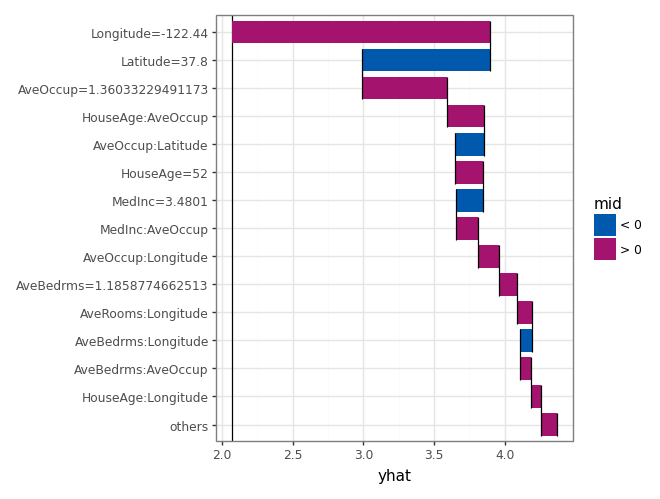 Longitude=-122.44
Latitude=37.8
AveOccup=1.36033229491173
HouseAge:AveOccup
AveOccup:Latitude
HouseAge=52
MedInc=3.4801
MedInc:AveOccup
AveOccup:Longitude
AveBedrms=1.1858774662513
AveRooms:Longitude
AveBedrms:Longitude
AveBedrms:AveOccup
HouseAge:Longitude
others
2.0 2.5 3.0 3.5 4.0
yhat
mid
< 0
> 0